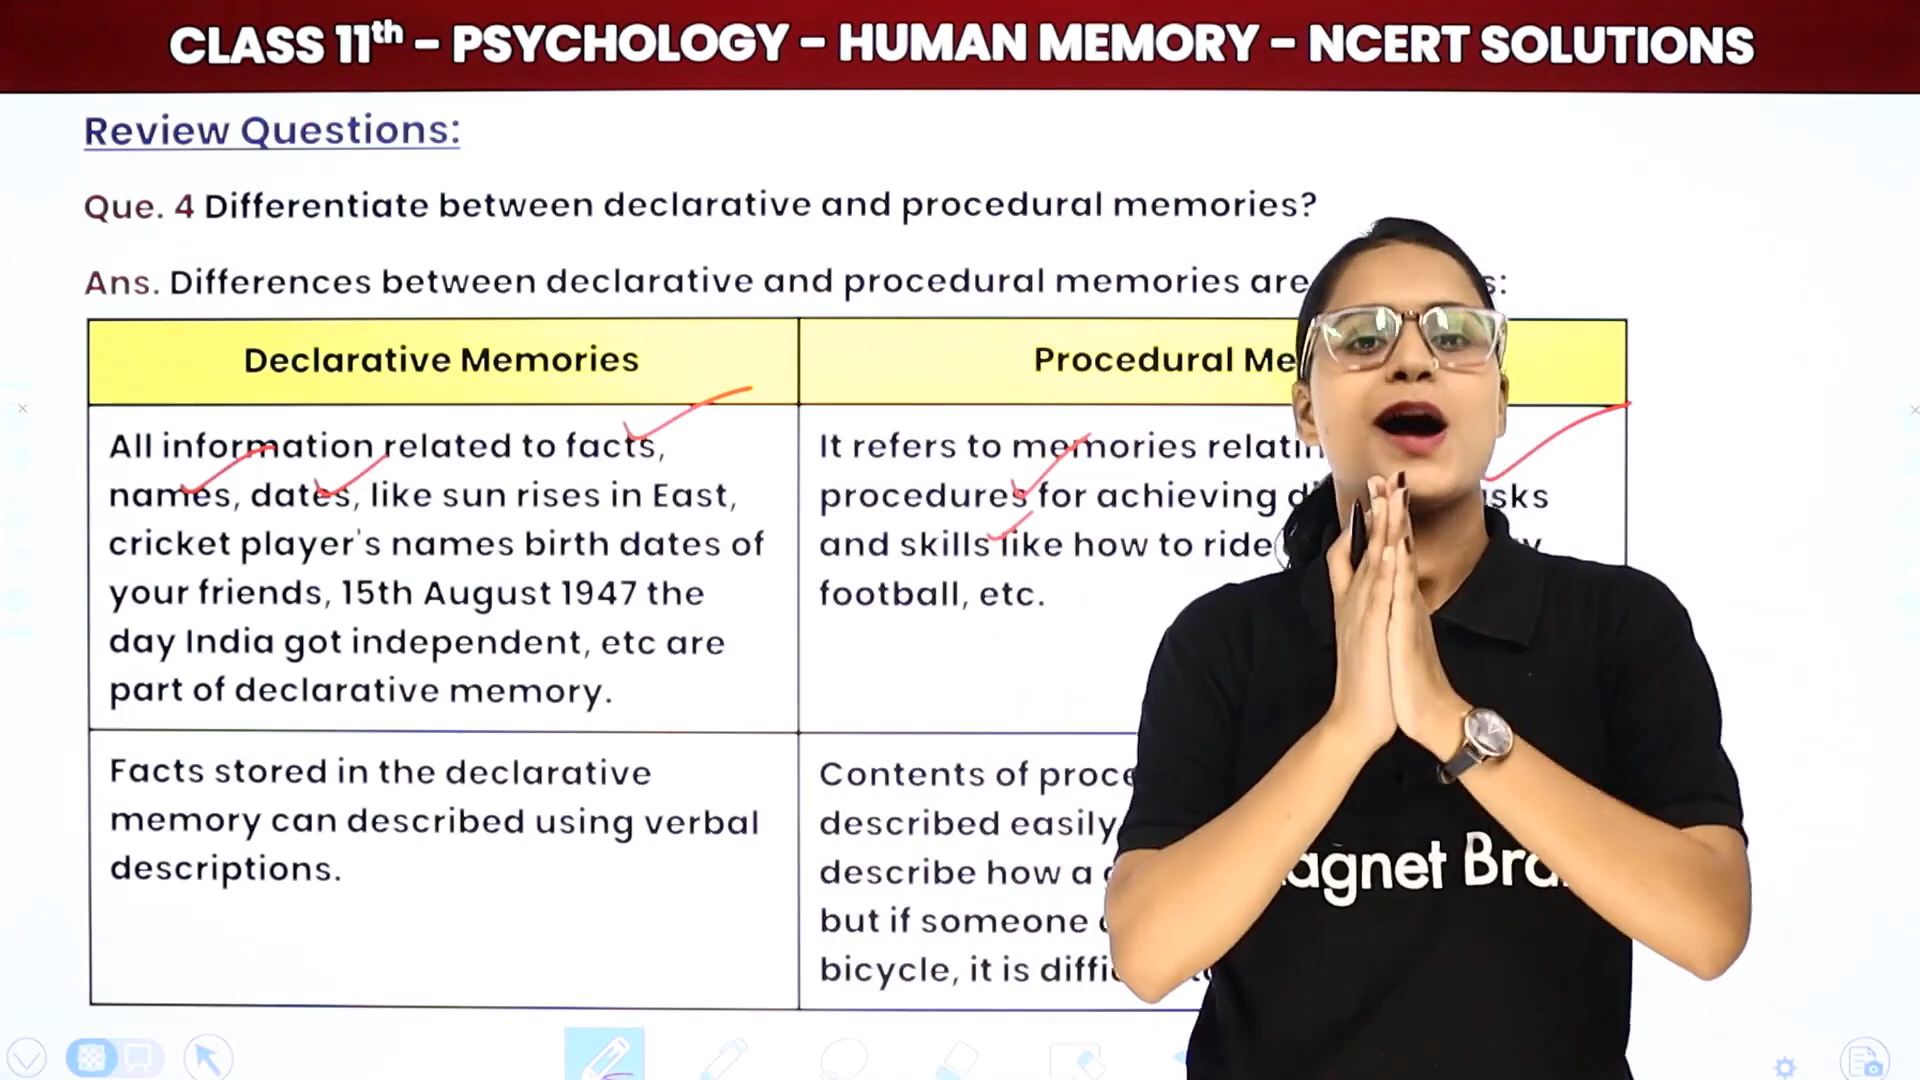 CLASS 11th – PSYCHOLOGY – HUMAN MEMORY – NCERT SOLUTIONS
Review Questions:
Que. 4 Differentiate between declarative and procedural memories?
Ans. Differences between declarative and procedural memories are
Declarative Memories
Procedural
All information related to facts,
names, dates, like sun rises in East,
cricket player's names birth dates of
your friends, 15th August 1947 the
day India got independent, etc are
part of declarative memory.
It refers to memories
procedures for achieving
and skills like how to ride
football, etc.
Facts stored in the declarative
memory can described using verbal
descriptions.
Contents of
described easily
describe how a
but if someone
bicycle, it is
agnet Bra